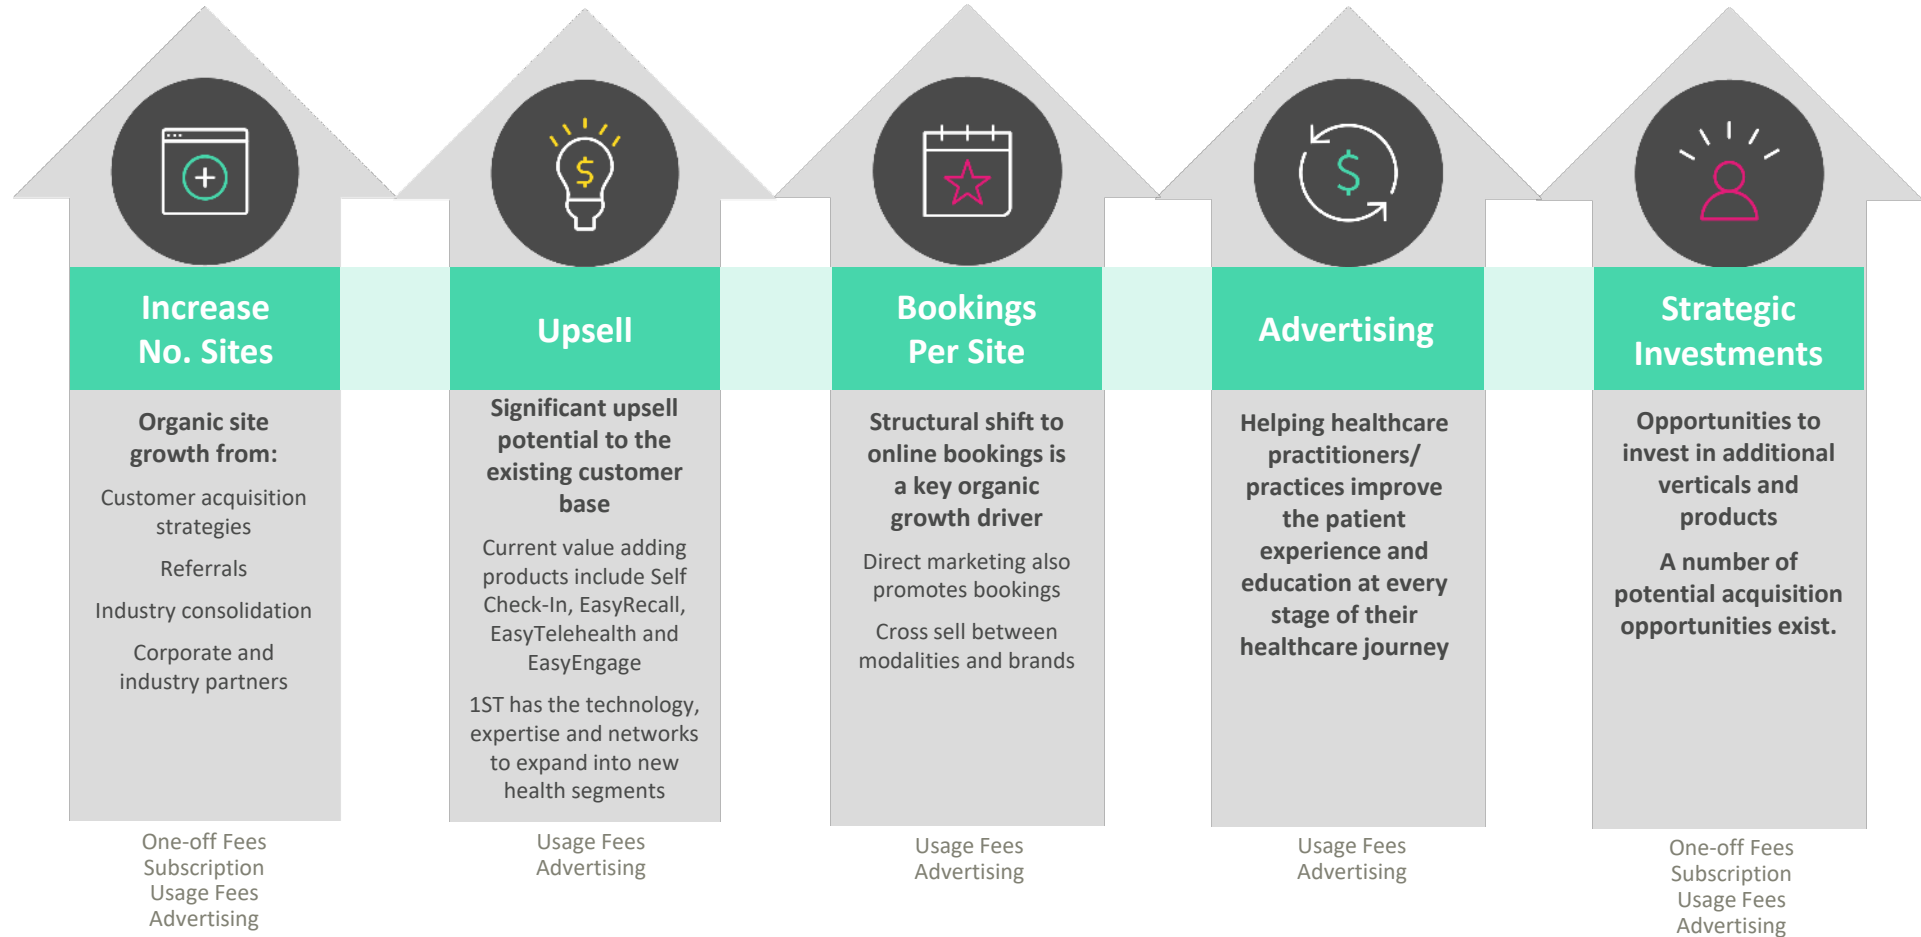 Increase
No. Sites
Organic site
growth from:
Customer acquisition
strategies
Referrals
Industry consolidation
Corporate and
industry partners
One-off Fees
Subscription
Usage Fees
Advertising
$
Upsell
Significant upsell
potential to the
existing customer
base
Current value adding
products include Self
Check-In, EasyRecall,
EasyTelehealth and
EasyEngage
1ST has the technology,
expertise and networks
to expand into new
health segments
Usage Fees
Advertising
Bookings
Per Site
Structural shift to
online bookings is
a key organic
growth driver
Direct marketing also
promotes bookings
Cross sell between
modalities and brands
Usage Fees
Advertising
$
Advertising
Helping healthcare
practitioners/
practices improve
the patient
experience and
education at every
stage of their
healthcare journey
Usage Fees
Advertising
Strategic
Investments
Opportunities to
invest in additional
verticals and
products
A number of
potential acquisition
opportunities exist.
One-off Fees
Subscription
Usage Fees
Advertising